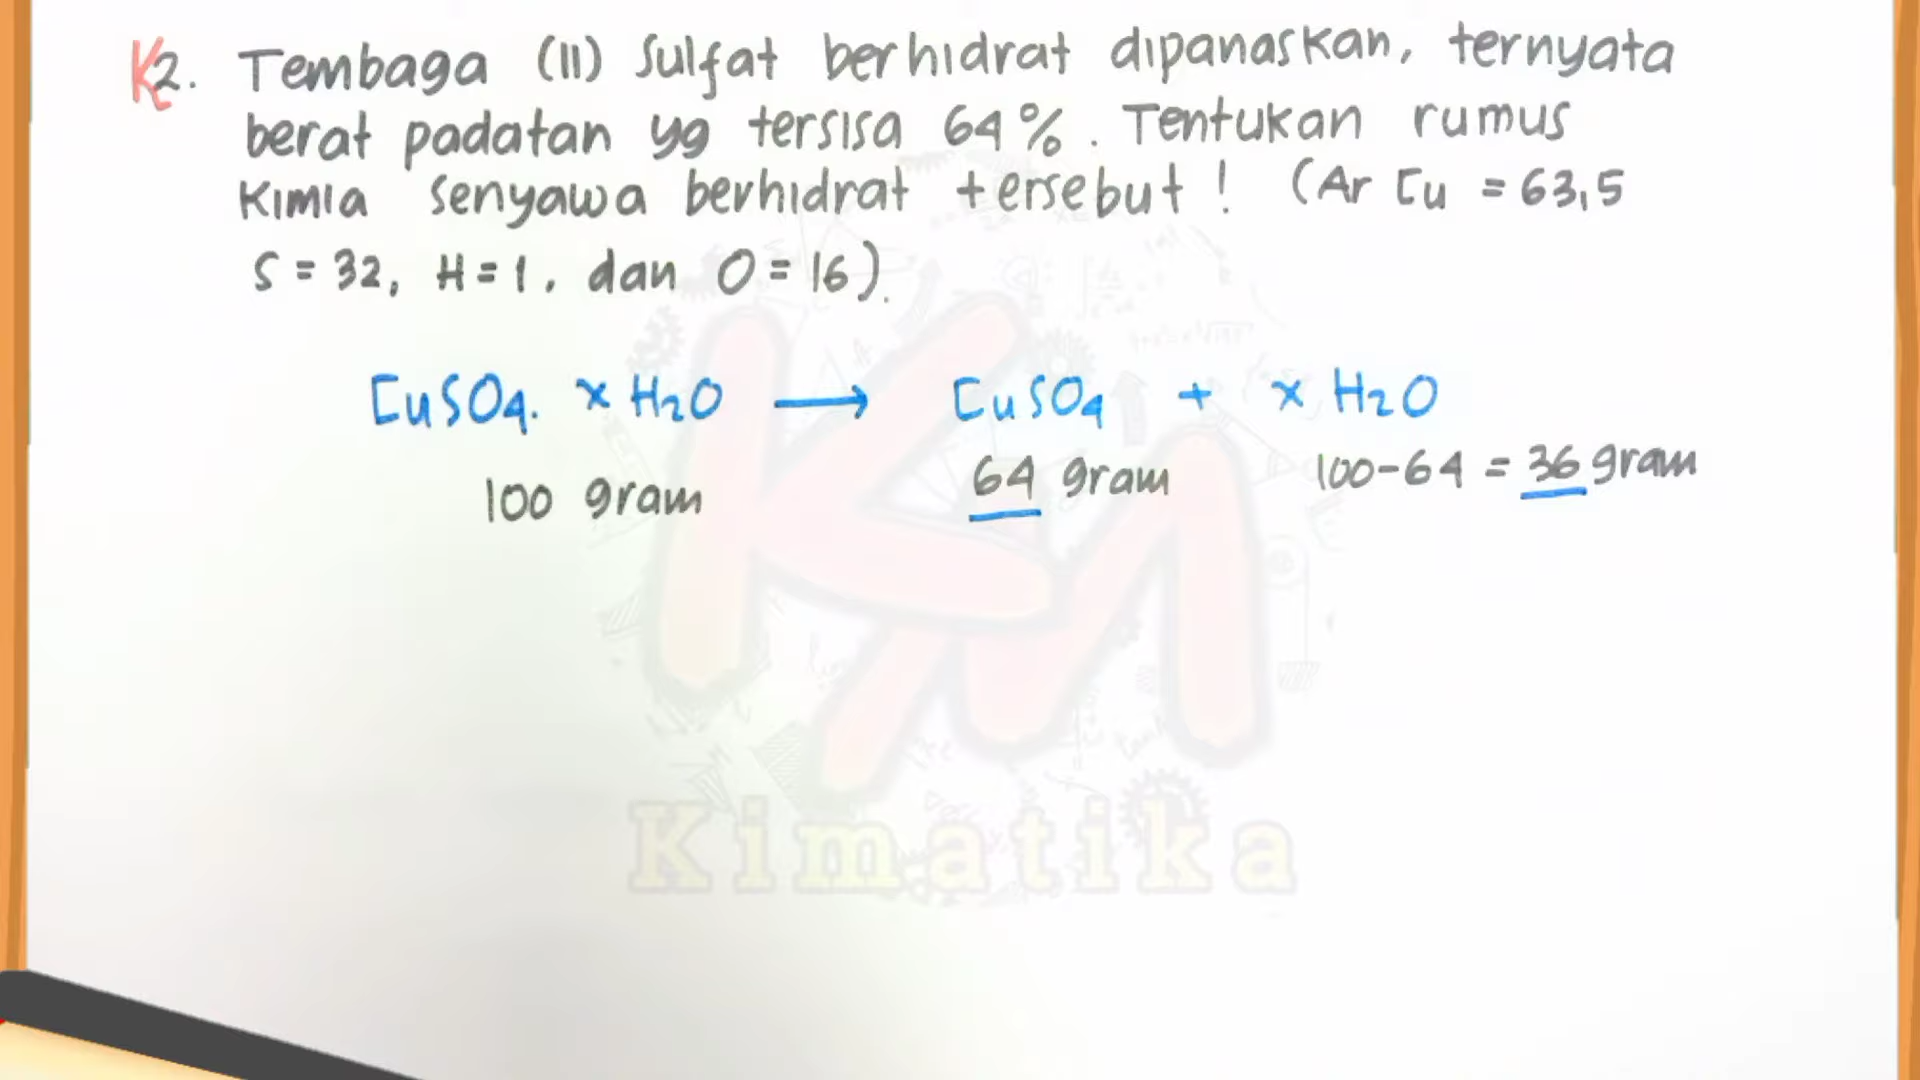 K2. Tembaga (II) Sulfat berhidrat dipanaskan, ternyata
berat padatan yg tersisa 64%. Tentukan rumus
Kimia senyawa berhidrat tersebut! (Ar Cu = 63,5
S = 32, H = 1, dan O = 16).
CuSO4. x H2O → CuSO4 + x H2O
100 gram 64 gram 100-64 = 36 gram
KM
Kimatika